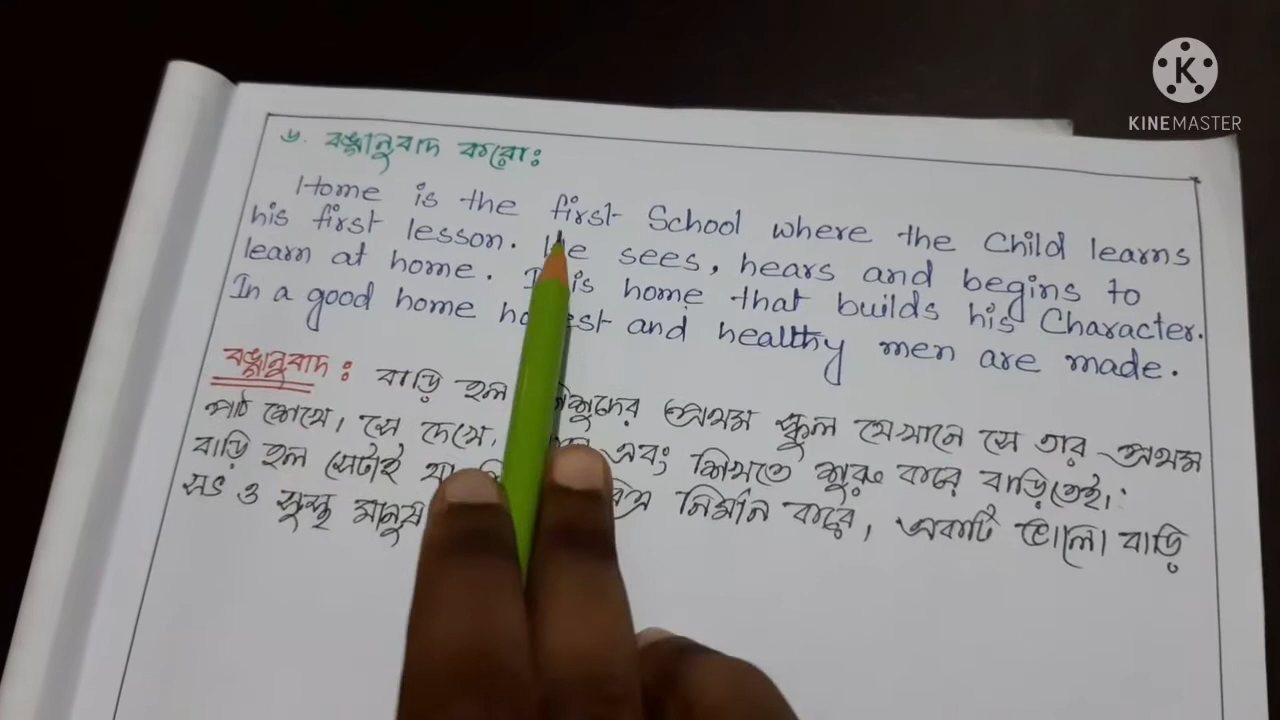 ৬. বঙ্গানুবাদ করো:
Home is the first School where the Child learns
his first lesson. He sees, hears and begins to
learn at home. It is home that builds his Character.
In a good home honest and healthy men are made.
বঙ্গানুবাদ: বাড়ি হল শিশুদের প্রথম স্কুল যেখানে সে তার প্রথম
পাঠ শেখে। সে দেখে, এবং শিখতে শুরু করে বাড়িতেই।
বাড়ি হল সেটাই নির্মান করে, একটি ভালো বাড়ি
সৎ ও সুস্থ মানুষ
KINEMASTER